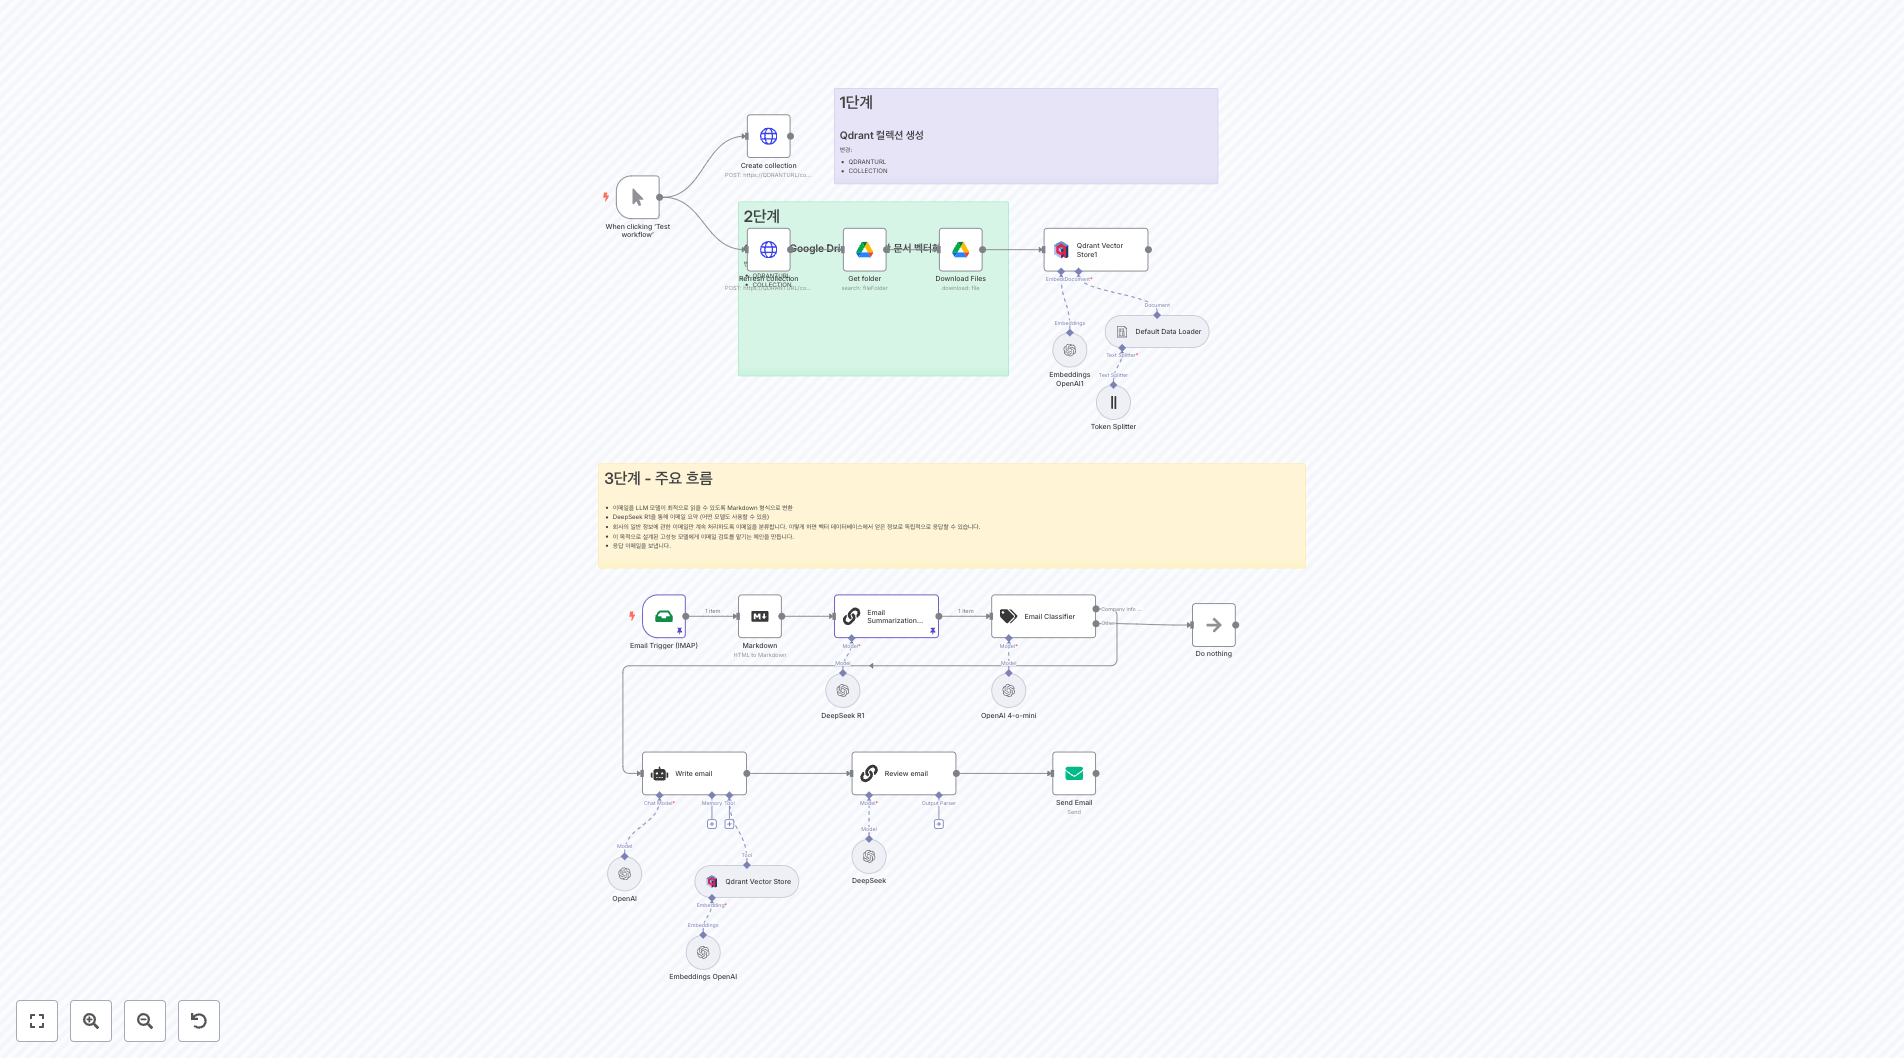 1단계
Qdrant 컬렉션 생성
변경:
QDRANTURL
COLLECTION
Create collection
POST: https://QDRANTURL/co...
When clicking 'Test
workflow'
2단계
Google Dri
문서 벡터화
QDRANTURL
COLLECTION
Refresh collection
POST: https://QDRANTURL/co...
Get folder
search: fileFolder
Download Files
download: file
Qdrant Vector
Store1
Embed
Document*
Embeddings
Embeddings
OpenAI1
Document
Default Data Loader
Text Splitter*
Text Splitter
Token Splitter
3단계 - 주요 흐름
이메일을 LLM 모델이 최적으로 읽을 수 있도록 Markdown 형식으로 변환
DeepSeek R1을 통해 이메일 요약 (어떤 모델도 사용할 수 있음)
회사의 일반 정보에 관한 이메일만 계속 처리하도록 이메일을 분류합니다. 이렇게 하면 벡터 데이터베이스에서 얻은 정보로 독립적으로 응답할 수 있습니다.
이 목적으로 설계된 고성능 모델에게 이메일 검토를 맡기는 체인을 만듭니다.
응답 이메일을 보냅니다.
Email Trigger (IMAP)
1 item
Markdown
HTML to Markdown
Email
Summarization...
Model*
Model
DeepSeek R1
1 item
Email Classifier
Company info ...
Other
Model*
Model
OpenAI 4-o-mini
Do nothing
Write email
Chat Model*
Memory
Tool
Model
OpenAI
Tool
Qdrant Vector Store
Embedding*
Embeddings
Embeddings OpenAI
Review email
Model*
Output Parser
Model
DeepSeek
Send Email
Send